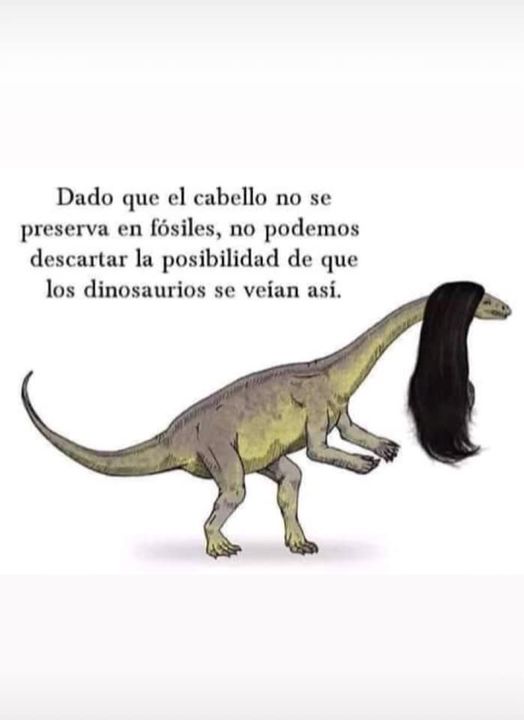 Dado que el cabello no se
preserva en fósiles, no podemos
descartar la posibilidad de que
los dinosaurios se veían así.